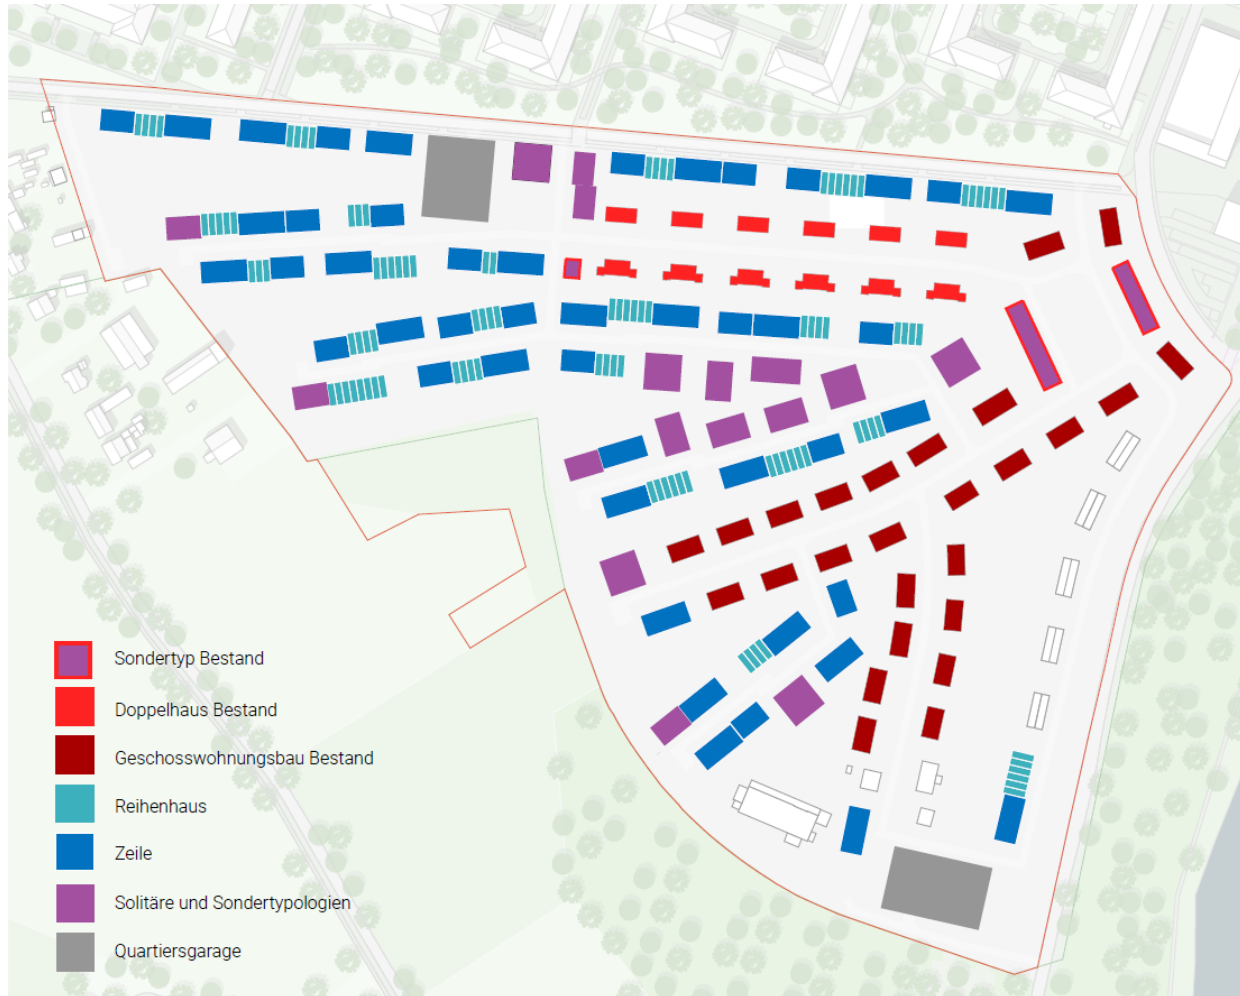 Sondertyp Bestand
Doppelhaus Bestand
Geschosswohnungsbau Bestand
Reihenhaus
Zeile
Solitäre und Sondertypologien
Quartiersgarage